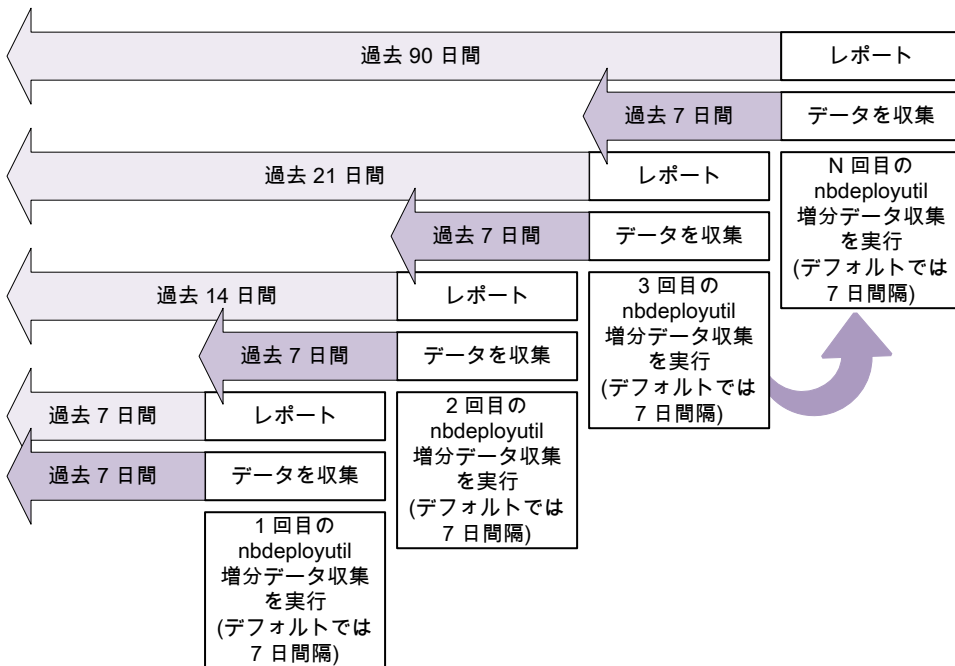 過去 90 日間
レポート
過去 7 日間
データを収集
過去 21 日間
レポート
N 回目の
nbdeployutil
増分データ収集
を実行
(デフォルトでは
7 日間隔)
過去 7 日間
データを収集
過去 14 日間
レポート
3 回目の
nbdeployutil
増分データ収集
を実行
(デフォルトでは
7 日間隔)
過去 7 日間
データを収集
過去 7 日間
レポート
2 回目の
nbdeployutil
増分データ収集
を実行
(デフォルトでは
7 日間隔)
過去 7 日間
データを収集
1 回目の
nbdeployutil
増分データ収集
を実行
(デフォルトでは
7 日間隔)